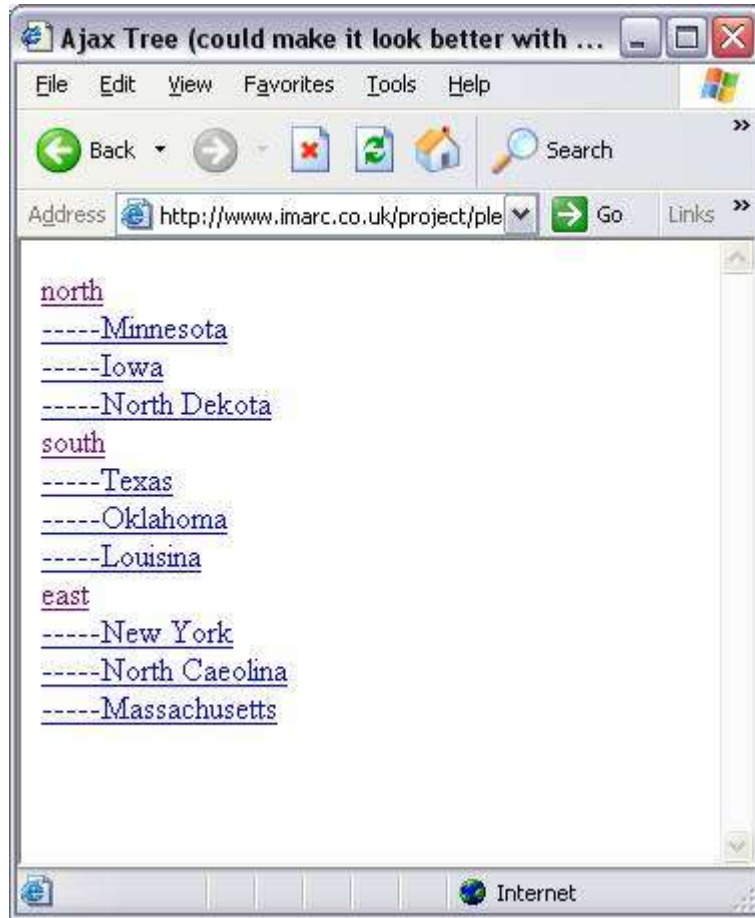 Ajax Tree (could make it look better with ...
File Edit View Favorites Tools Help
Back Search »
Address http://www.imarc.co.uk/project/ple Go Links »
north
-----Minnesota
-----Iowa
-----North Dekota
south
-----Texas
-----Oklahoma
-----Louisina
east
-----New York
-----North Caeolina
-----Massachusetts
Internet